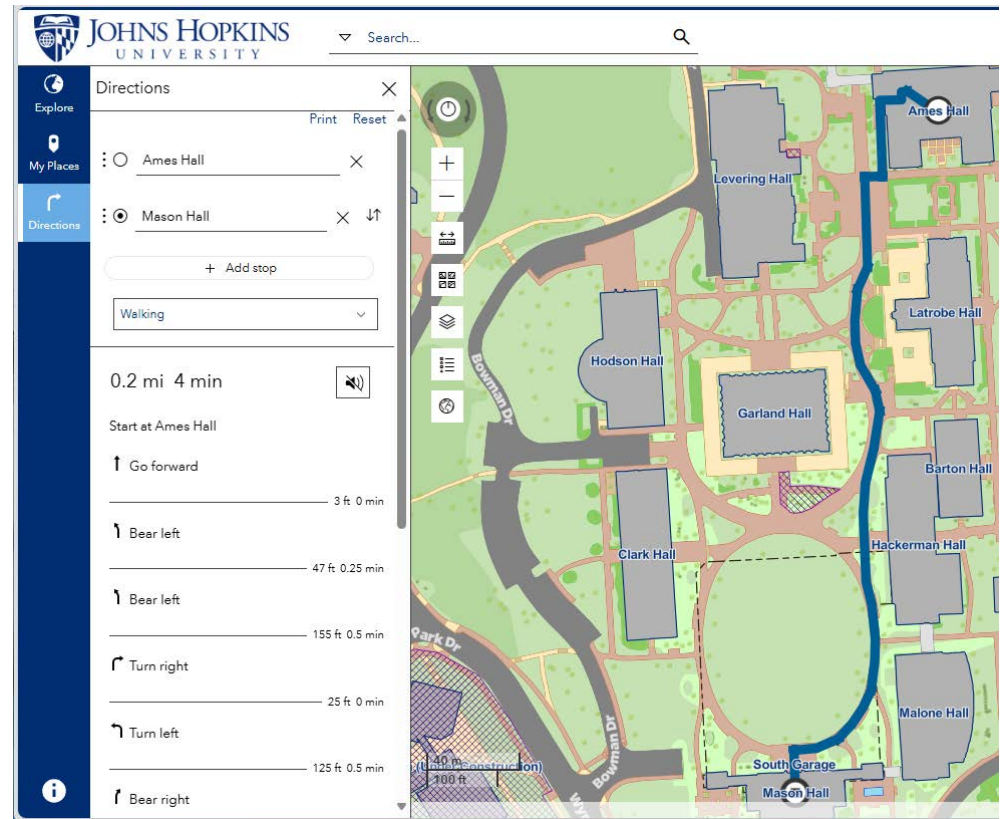 JOHNS HOPKINS
UNIVERSITY
Search...
Explore
My Places
Directions
Directions
Print Reset
Ames Hall
Mason Hall
+ Add stop
Walking
0.2 mi 4 min
Start at Ames Hall
Go forward
3 ft 0 min
Bear left
47 ft 0.25 min
Bear left
155 ft 0.5 min
Turn right
25 ft 0 min
Turn left
125 ft 0.5 min
Bear right
Ames Hall
Levering Hall
Latrobe Hall
Hodson Hall
Bowman Dr
Garland Hall
Barton Hall
Hackerman Hall
Clark Hall
Park Dr
Malone Hall
Bowman Dr
South Garage
(Under Construction)
40 m
100 ft
Mason Hall